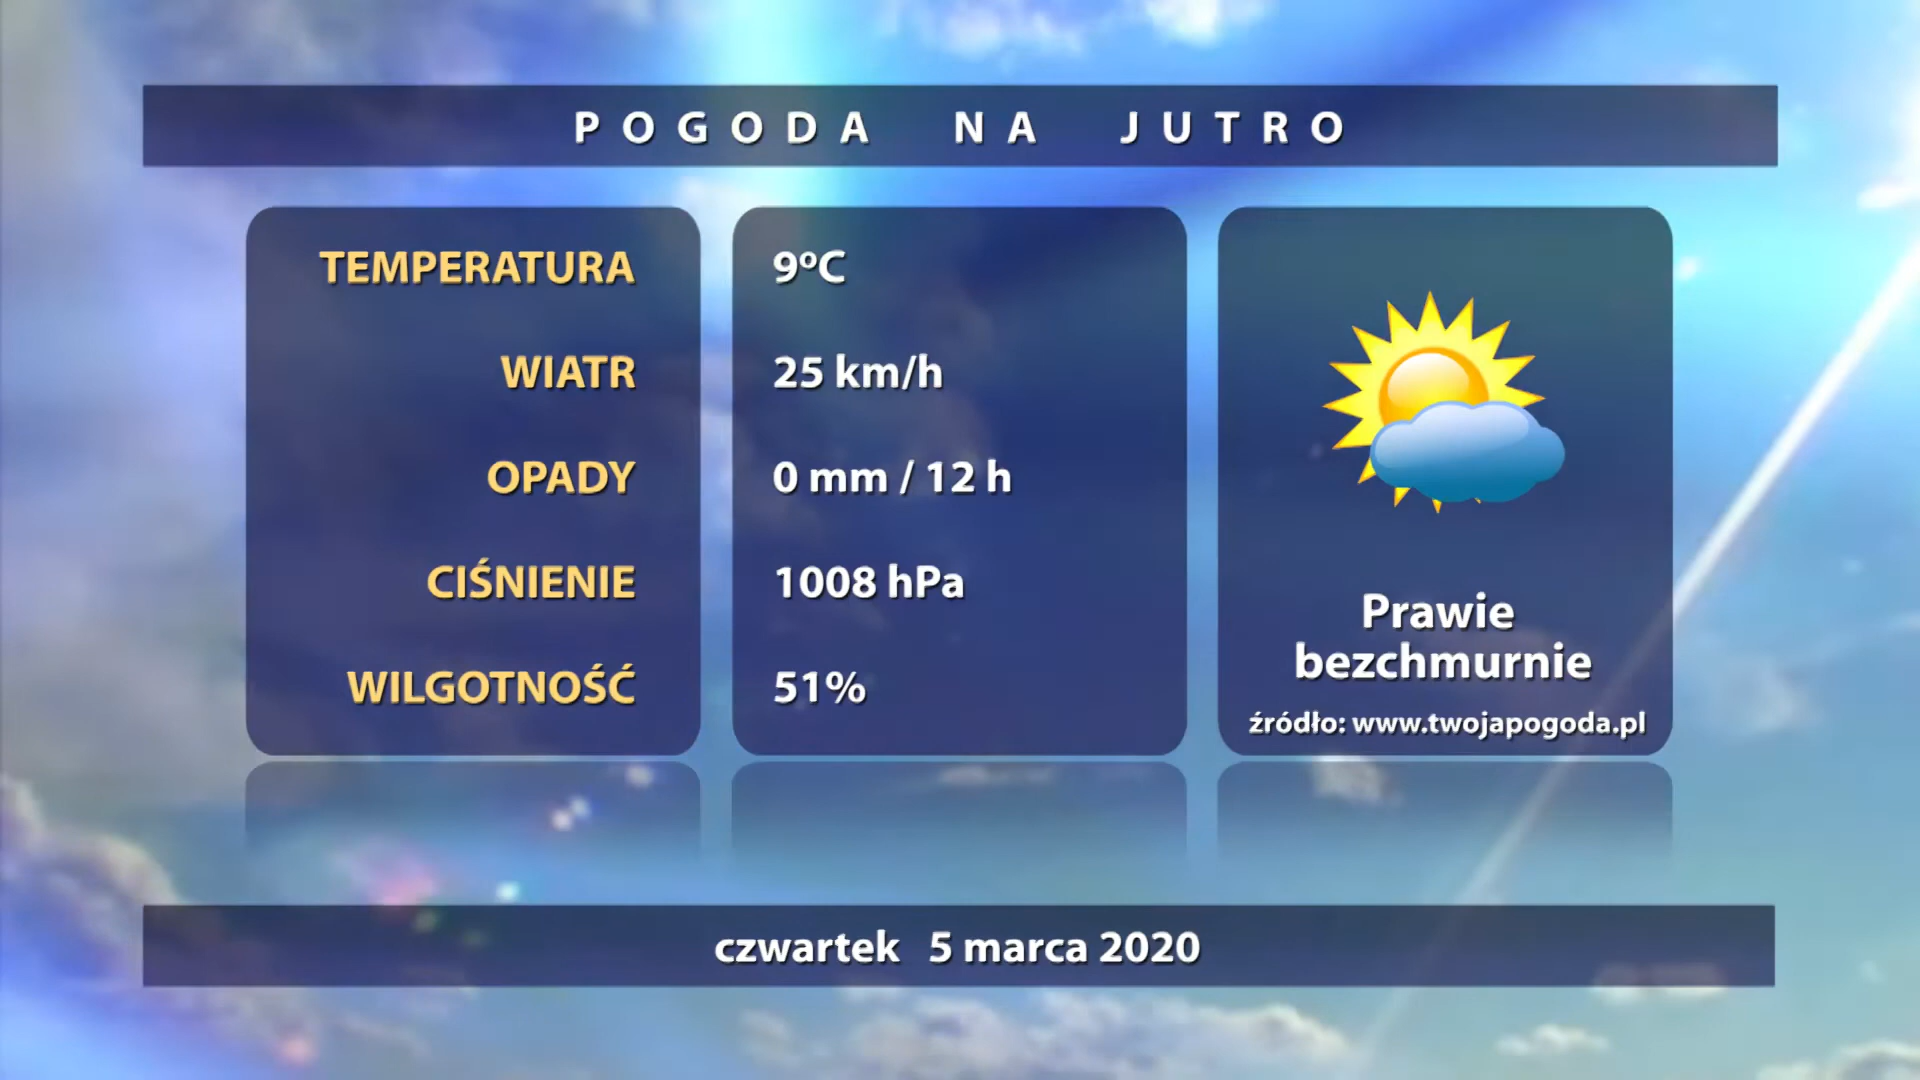 POGODA NA JUTRO
TEMPERATURA 9ºC
WIATR 25 km/h
OPADY 0 mm / 12 h
CIŚNIENIE 1008 hPa
WILGOTNOŚĆ 51%
Prawie
bezchmurnie
źródło: www.twojapogoda.pl
czwartek 5 marca 2020